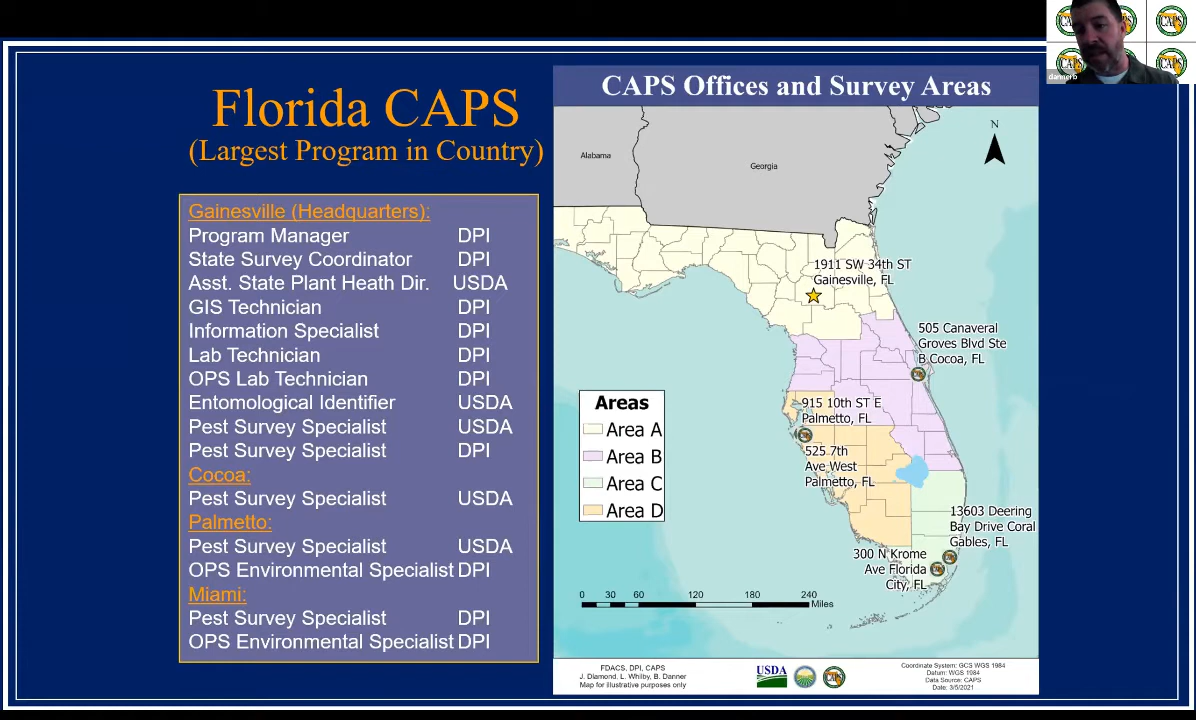 Florida CAPS
(Largest Program in Country)
Gainesville (Headquarters):
Program Manager DPI
State Survey Coordinator DPI
Asst. State Plant Heath Dir. USDA
GIS Technician DPI
Information Specialist DPI
Lab Technician DPI
OPS Lab Technician DPI
Entomological Identifier USDA
Pest Survey Specialist USDA
Pest Survey Specialist DPI
Cocoa:
Pest Survey Specialist USDA
Palmetto:
Pest Survey Specialist USDA
OPS Environmental Specialist DPI
Miami:
Pest Survey Specialist DPI
OPS Environmental Specialist DPI
CAPS Offices and Survey Areas
Alabama
Georgia
N
1911 SW 34th ST
Gainesville, FL
505 Canaveral
Groves Blvd Ste
B Cocoa, FL
915 10th ST E
Palmetto, FL
525 7th
Ave West
Palmetto, FL
13603 Deering
Bay Drive Coral
Gables, FL
300 N Krome
Ave Florida
City, FL
Areas
Area A
Area B
Area C
Area D
0 30 60 120 180 240
Miles
FDACS, DPI, CAPS
J. Diamond, L. Whilby, B. Danner
Map for illustrative purposes only
USDA
CAPS
Coordinate System: GCS WGS 1984
Datum: WGS 1984
Data Source: CAPS
Date: 3/5/2021
dannerb